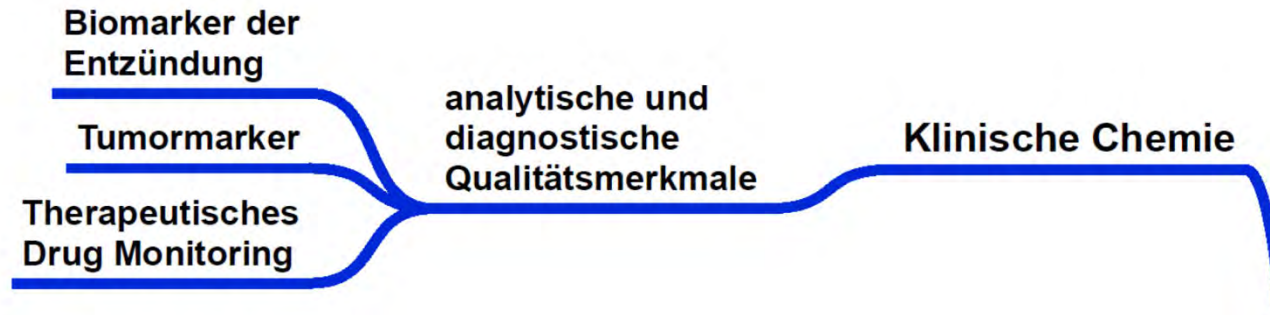 Biomarker der
Entzündung
Tumormarker
Therapeutisches
Drug Monitoring
analytische und
diagnostische
Qualitätsmerkmale
Klinische Chemie